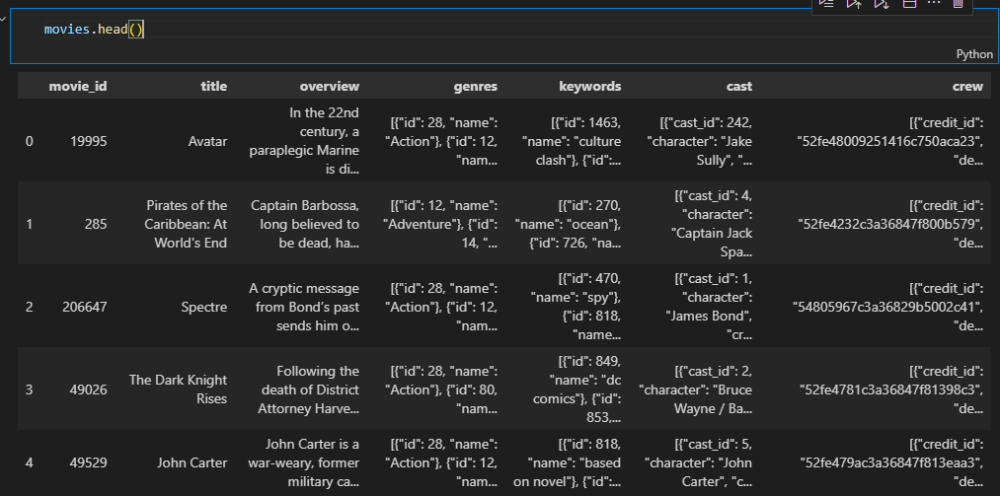 movies.head()
Python
movie_id title overview genres keywords cast crew
In the 22nd
century, a
paraplegic Marine
is di...
0 19995 Avatar
[{"id": 28, "name":
"Action"}, {"id": 12,
"nam...
[{"id": 1463,
"name": "culture
clash"}, {"id":...
[{"cast_id": 242,
"character": "Jake
Sully", "...
[{"credit_id":
"52fe48009251416c750aca23",
"de...
1 285
Pirates of the
Caribbean: At
World's End
Captain Barbossa,
long believed to
be dead, ha...
[{"id": 12, "name":
"Adventure"}, {"id":
14, "...
[{"id": 270,
"name": "ocean"},
{"id": 726, "na...
[{"cast_id": 4,
"character":
"Captain Jack
Spa...
[{"credit_id":
"52fe4232c3a36847f800b579",
"de...
2 206647 Spectre
A cryptic message
from Bond’s past
sends him o...
[{"id": 28, "name":
"Action"}, {"id": 12,
"nam...
[{"id": 470,
"name": "spy"},
{"id": 818,
"name...
[{"cast_id": 1,
"character":
"James Bond",
"cr...
[{"credit_id":
"54805967c3a36829b5002c41",
"de...
3 49026
The Dark Knight
Rises
Following the
death of District
Attorney Harve...
[{"id": 28, "name":
"Action"}, {"id": 80,
"nam...
[{"id": 849,
"name": "dc
comics"}, {"id":
853,...
[{"cast_id": 2,
"character": "Bruce
Wayne / Ba...
[{"credit_id":
"52fe4781c3a36847f81398c3",
"de...
4 49529 John Carter
John Carter is a
war-weary, former
military ca...
[{"id": 28, "name":
"Action"}, {"id": 12,
"nam...
[{"id": 818,
"name": "based
on novel"}, {"id":...
[{"cast_id": 5,
"character": "John
Carter", "c...
[{"credit_id":
"52fe479ac3a36847f813eaa3",
"de...